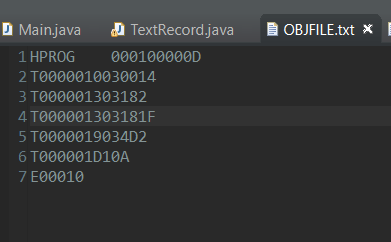 Main.java TextRecord.java OBJFILE.txt
1 HPROG    000100000D
2 T0000010030014
3 T000001303182
4 T000001303181F
5 T0000019034D2
6 T000001D10A
7 E00010